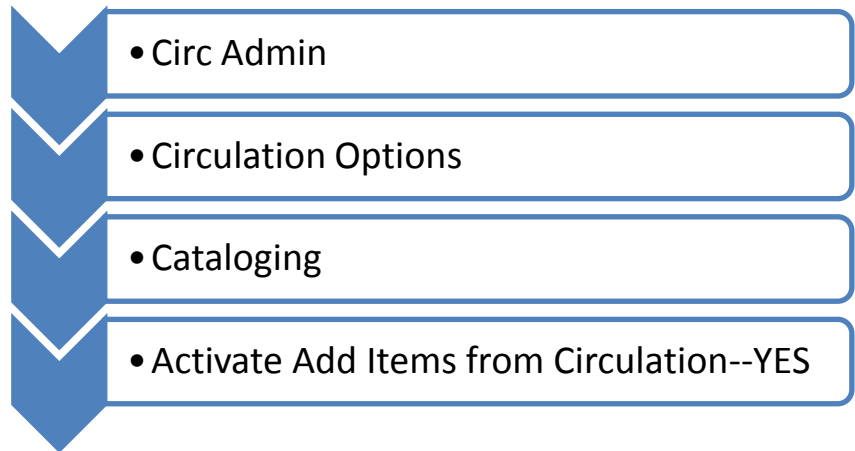 •Circ Admin
•Circulation Options
•Cataloging
•Activate Add Items from Circulation--YES